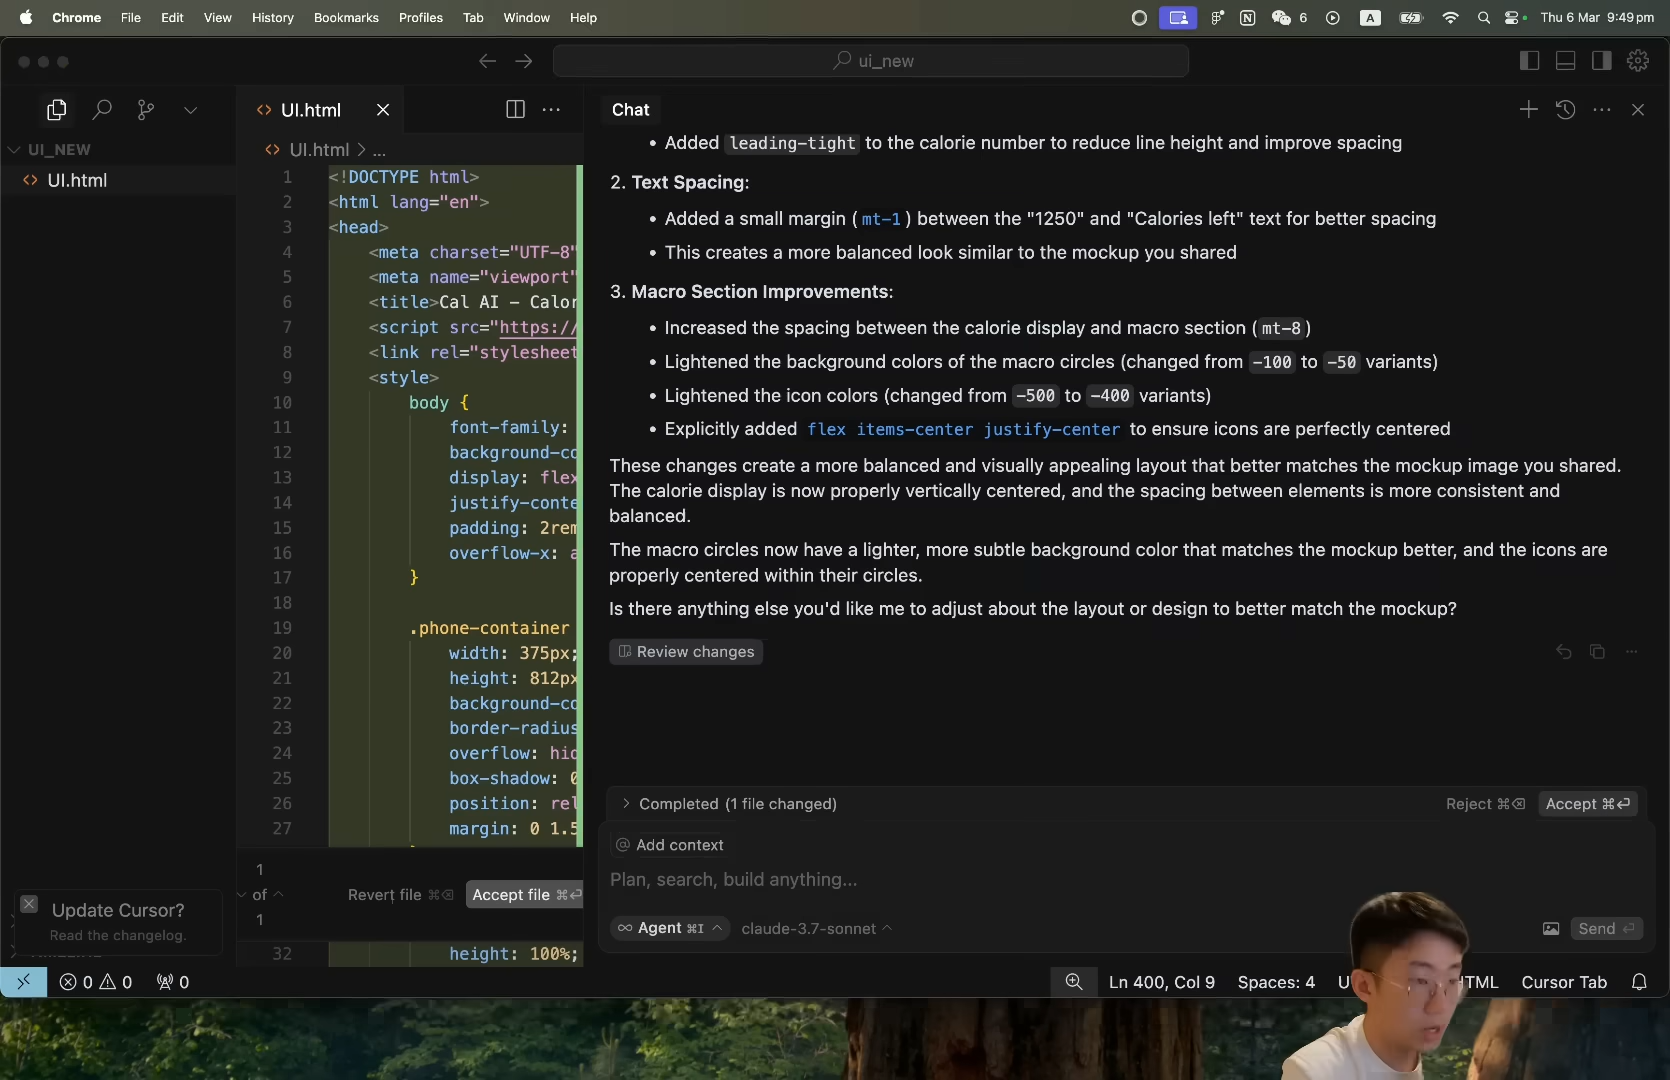 Chrome File Edit View History Bookmarks Profiles Tab Window Help 6 A Thu 6 Mar 9:49 pm
ui_new
UI.html
Chat
UI_NEW
UI.html > ...
UI.html
1 <!DOCTYPE html>
2 <html lang="en">
3 <head>
4 <meta charset="UTF-8"
5 <meta name="viewport"
6 <title>Cal AI – Calor
7 <script src="https://
8 <link rel="stylesheet
9 <style>
10 body {
11 font-family:
12 background-co
13 display: flex
14 justify-conte
15 padding: 2rem
16 overflow-x: a
17 }
18
19 .phone-container
20 width: 375px;
21 height: 812px
22 background-co
23 border-radius
24 overflow: hid
25 box-shadow: 0
26 position: rel
27 margin: 0 1.5
1 of 1
Revert file ⌘⌫ Accept file ⌘⏎
32 height: 100%;
• Added leading-tight to the calorie number to reduce line height and improve spacing
2. Text Spacing:
• Added a small margin ( mt-1 ) between the "1250" and "Calories left" text for better spacing
• This creates a more balanced look similar to the mockup you shared
3. Macro Section Improvements:
• Increased the spacing between the calorie display and macro section ( mt-8 )
• Lightened the background colors of the macro circles (changed from -100 to -50 variants)
• Lightened the icon colors (changed from -500 to -400 variants)
• Explicitly added flex items-center justify-center to ensure icons are perfectly centered
These changes create a more balanced and visually appealing layout that better matches the mockup image you shared.
The calorie display is now properly vertically centered, and the spacing between elements is more consistent and
balanced.
The macro circles now have a lighter, more subtle background color that matches the mockup better, and the icons are
properly centered within their circles.
Is there anything else you'd like me to adjust about the layout or design to better match the mockup?
Review changes
> Completed (1 file changed)
Reject ⌘⌫ Accept ⌘⏎
@ Add context
Plan, search, build anything...
∞ Agent ⌘I claude-3.7-sonnet
Send ⏎
Update Cursor?
Read the changelog.
0 0 0
Ln 400, Col 9 Spaces: 4 U HTML Cursor Tab